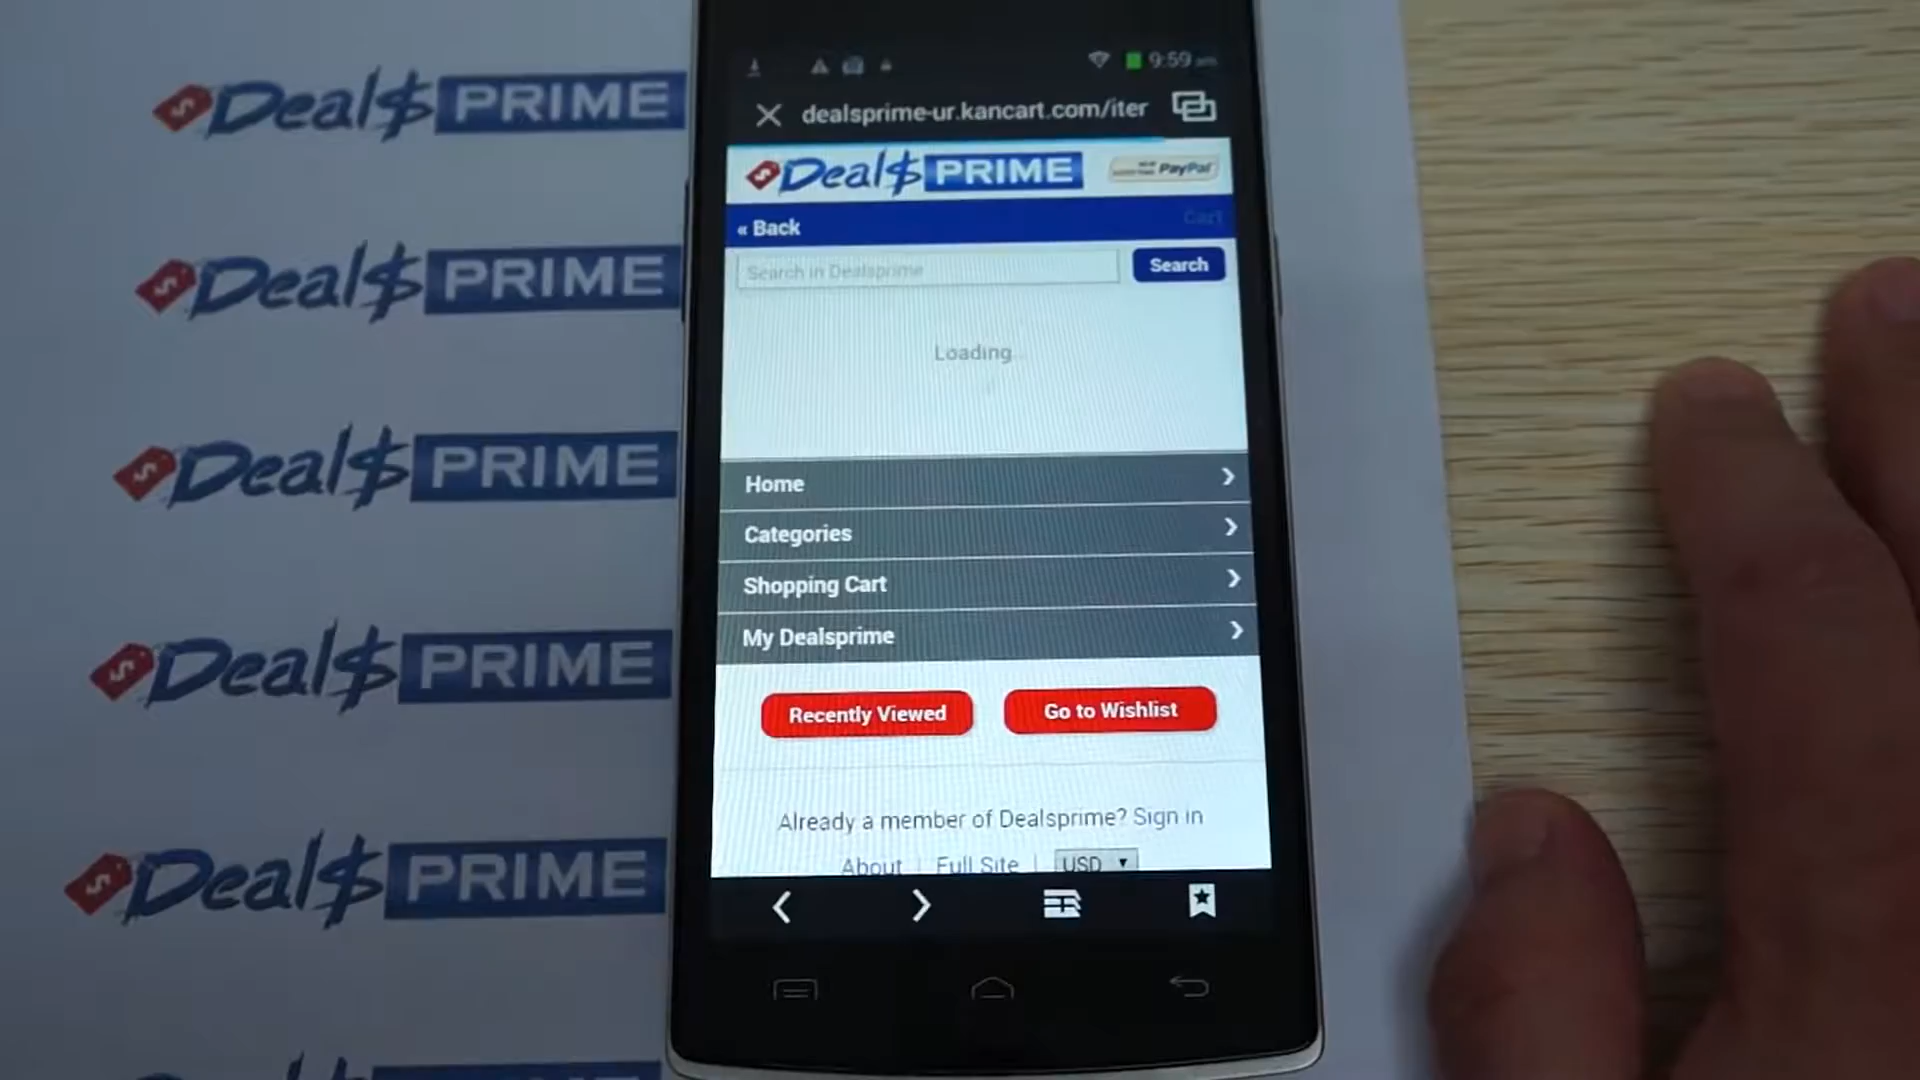 Deal$ PRIME
Deal$ PRIME
Deal$ PRIME
Deal$ PRIME
Deal$ PRIME
9:59 am
dealsprime-ur.kancart.com/iter
Deal$ PRIME
PayPal
« Back
Cart
Search in Dealsprime
Search
Loading
Home
Categories
Shopping Cart
My Dealsprime
Recently Viewed
Go to Wishlist
Already a member of Dealsprime? Sign in
About | Full Site | USD